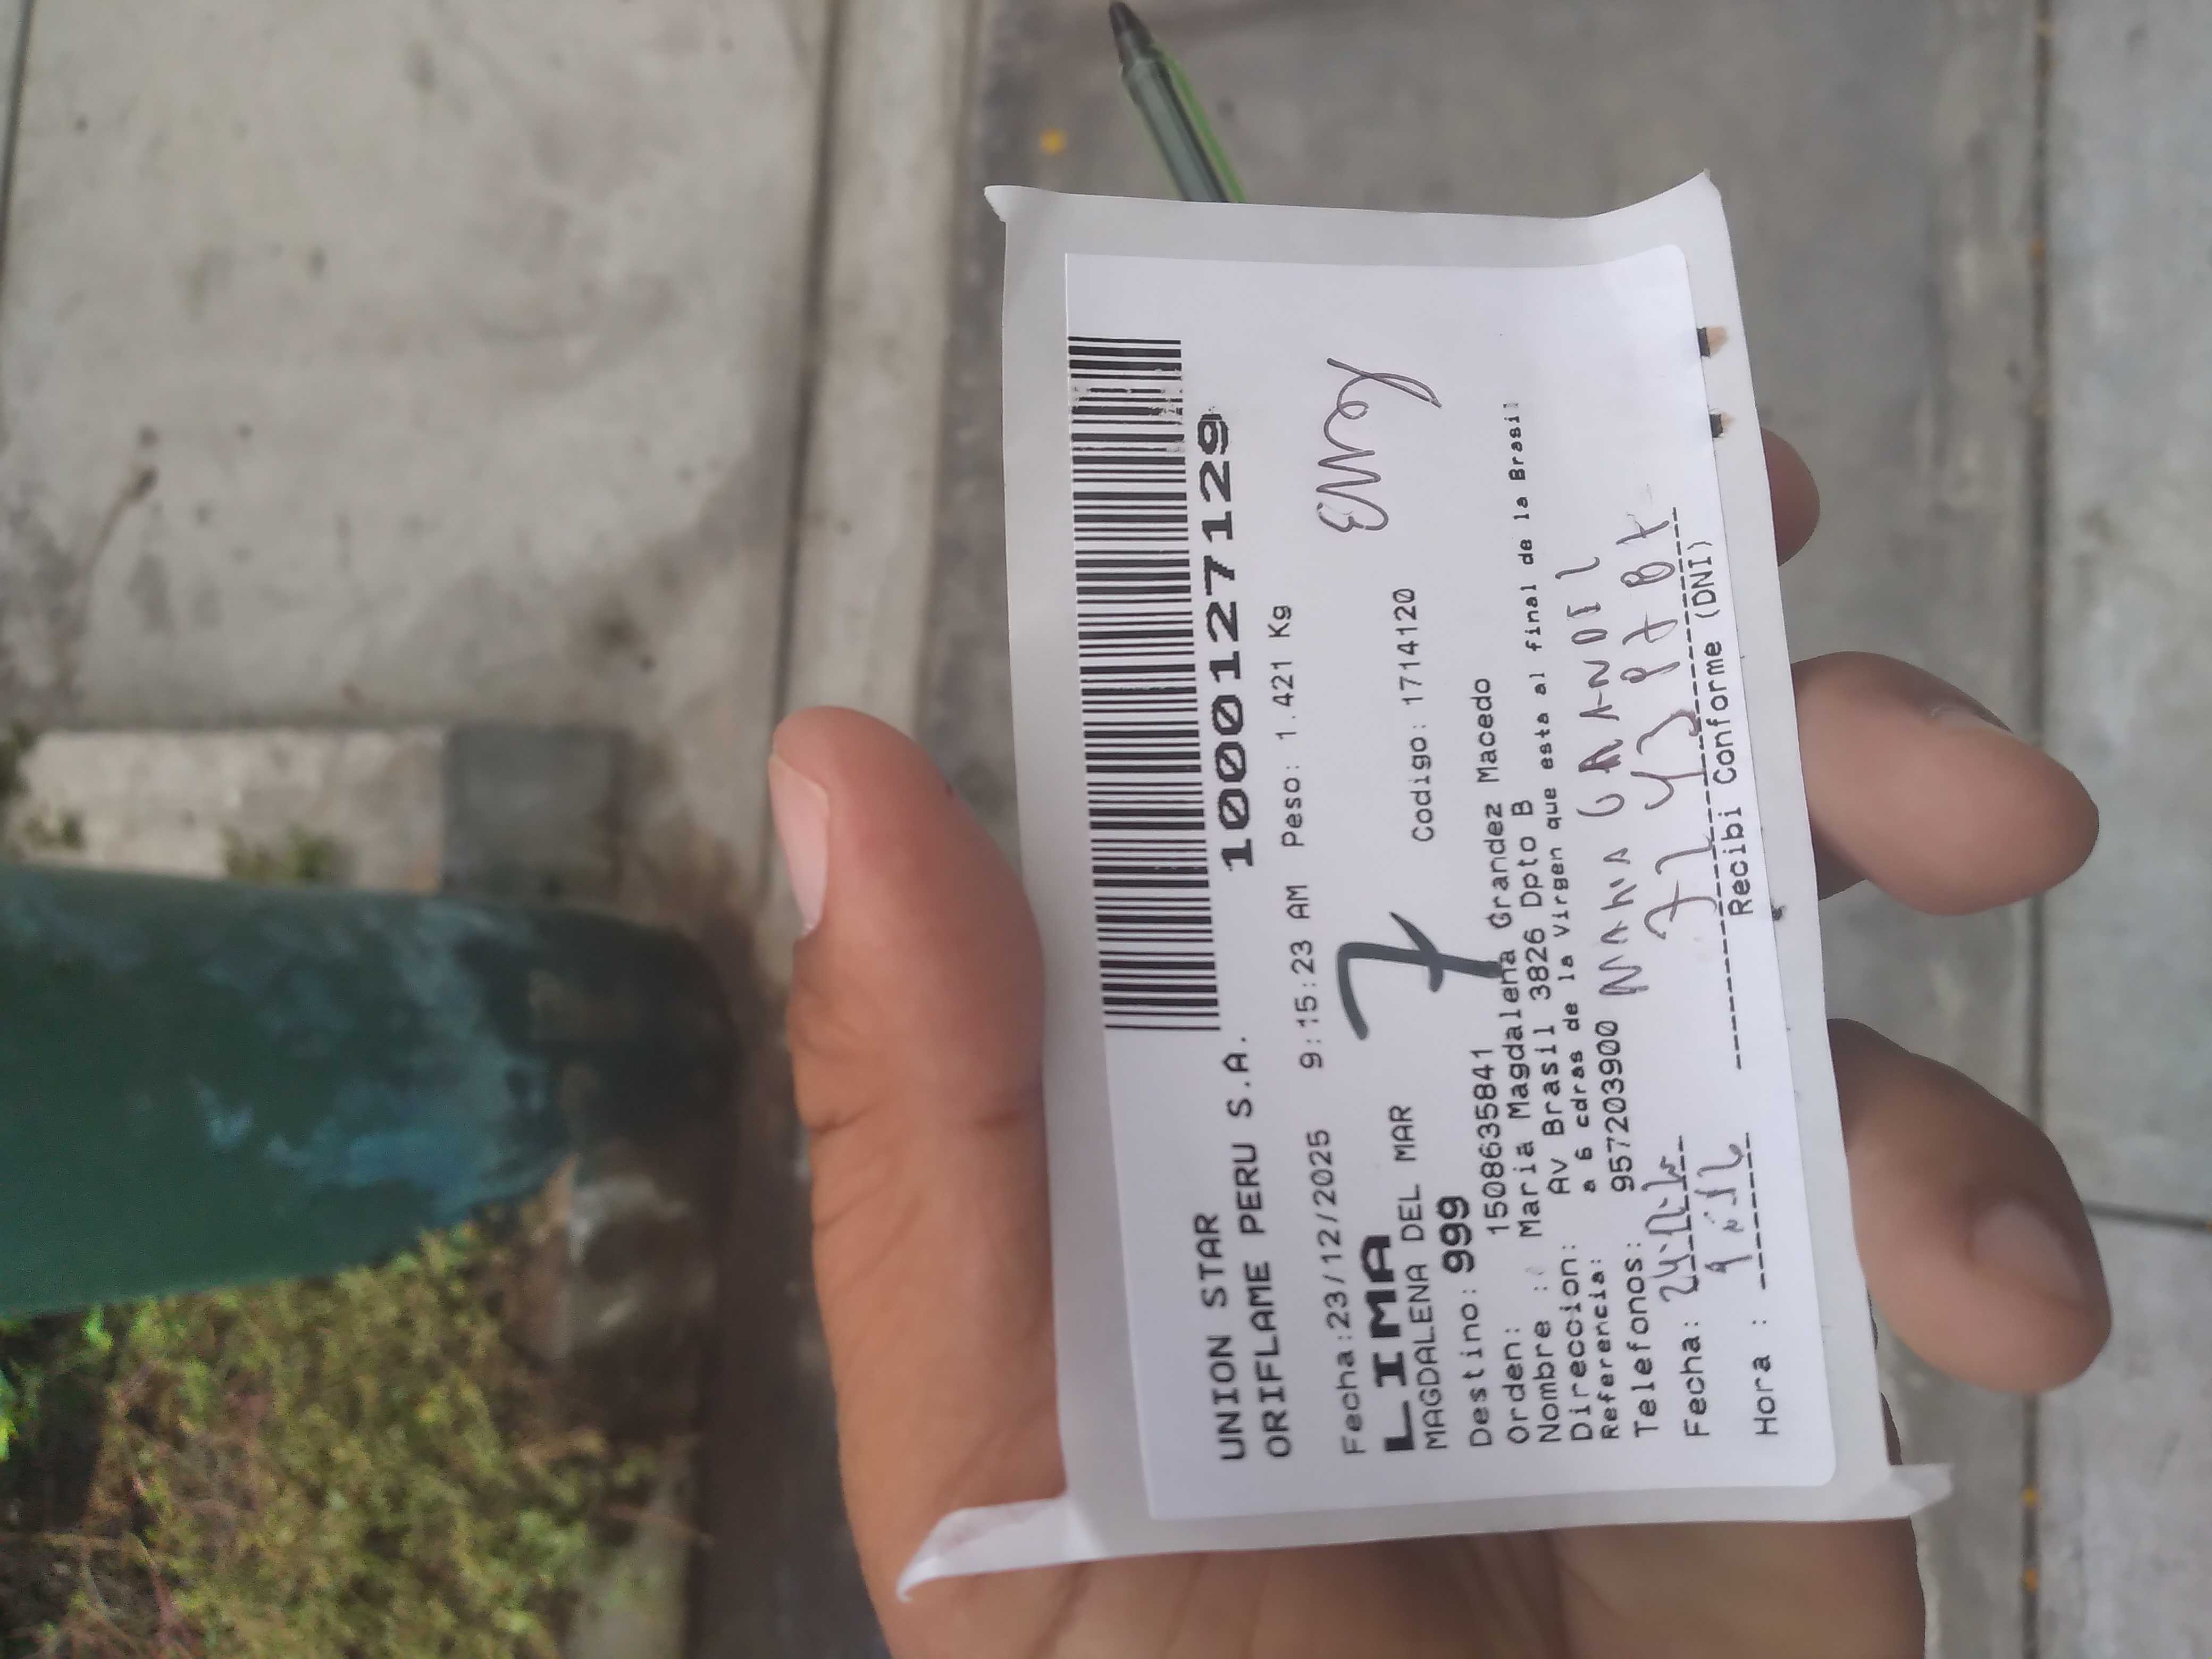 UNION STAR
ORIFLAME PERU S.A.
1000127129
Fecha:23/12/2025 9:15:23 AM Peso: 1.421 Kg
LIMA
7
MAGDALENA DEL MAR Codigo: 1714120
Destino: 999
Orden: 1508635841
Nombre : Maria Magdalena Grandez Macedo
Direccion: Av Brasil 3826 Dpto B
Referencia: a 6 cdras de la virgen que esta al final de la Brasil
Telefonos: 957203900
Fecha:
Hora :
Recibi Conforme (DNI)